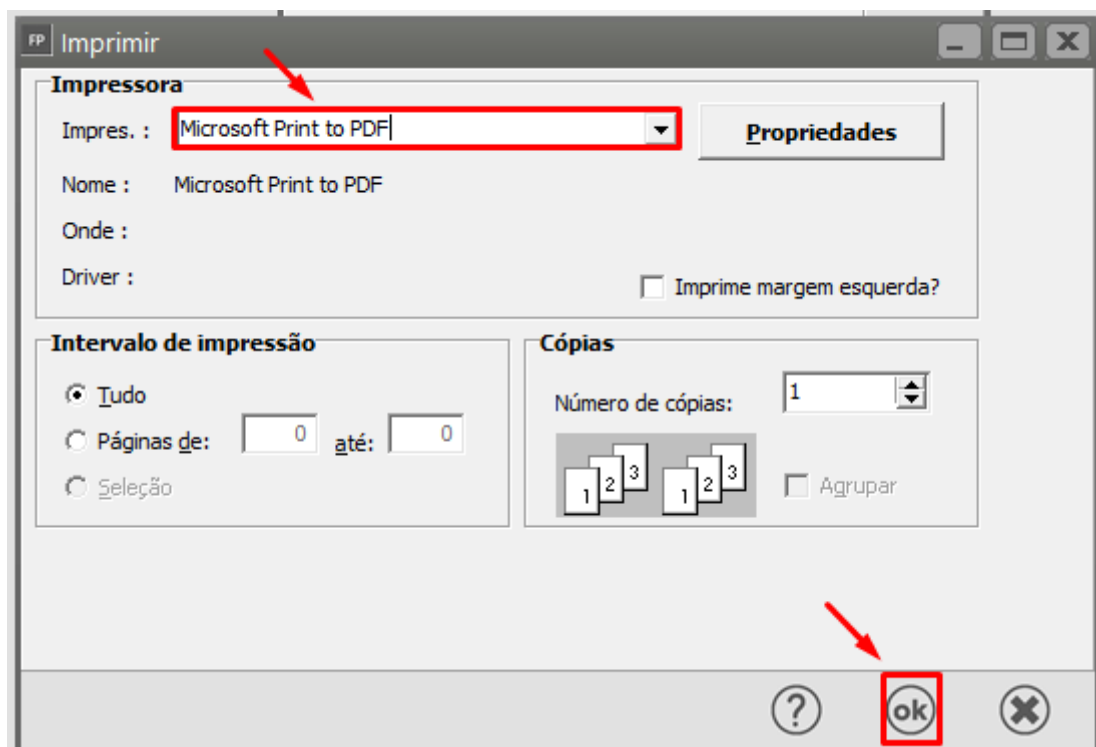 FP Imprimir
Impressora
Impres. : Microsoft Print to PDF
Propriedades
Nome : Microsoft Print to PDF
Onde :
Driver :
Imprime margem esquerda?
Intervalo de impressão
Tudo
Páginas de: 0 até: 0
Seleção
Cópias
Número de cópias: 1
1 2 3 1 2 3
Agrupar
? ok